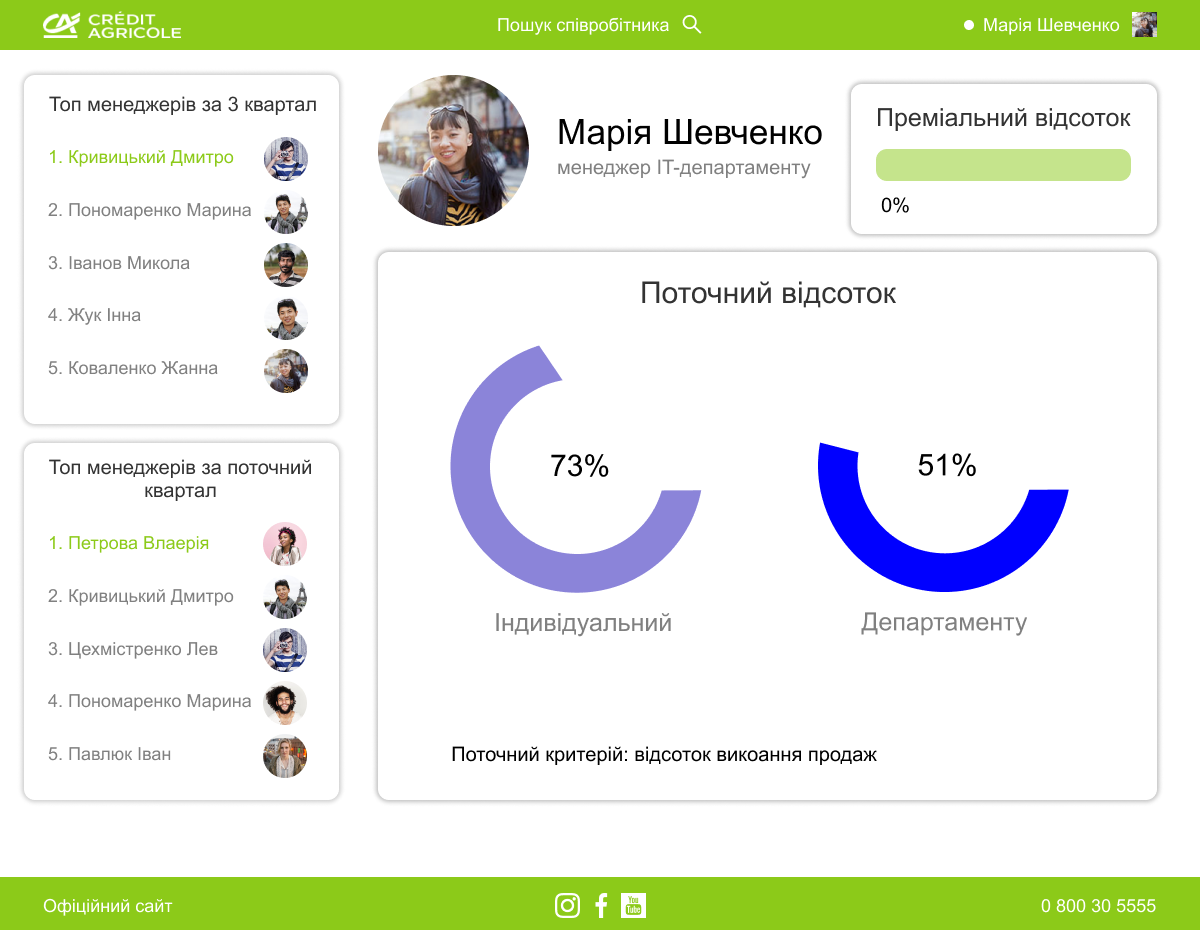 CRÉDIT
AGRICOLE
Пошук співробітника
Марія Шевченко
Топ менеджерів за 3 квартал
1. Кривицький Дмитро
2. Пономаренко Марина
3. Іванов Микола
4. Жук Інна
5. Коваленко Жанна
Топ менеджерів за поточний
квартал
1. Петрова Влаерія
2. Кривицький Дмитро
3. Цехмістренко Лев
4. Пономаренко Марина
5. Павлюк Іван
Марія Шевченко
менеджер ІТ-департаменту
Преміальний відсоток
0%
Поточний відсоток
73%
51%
Індивідуальний
Департаменту
Поточний критерій: відсоток викоання продаж
Офіційний сайт
You
Tube
0 800 30 5555